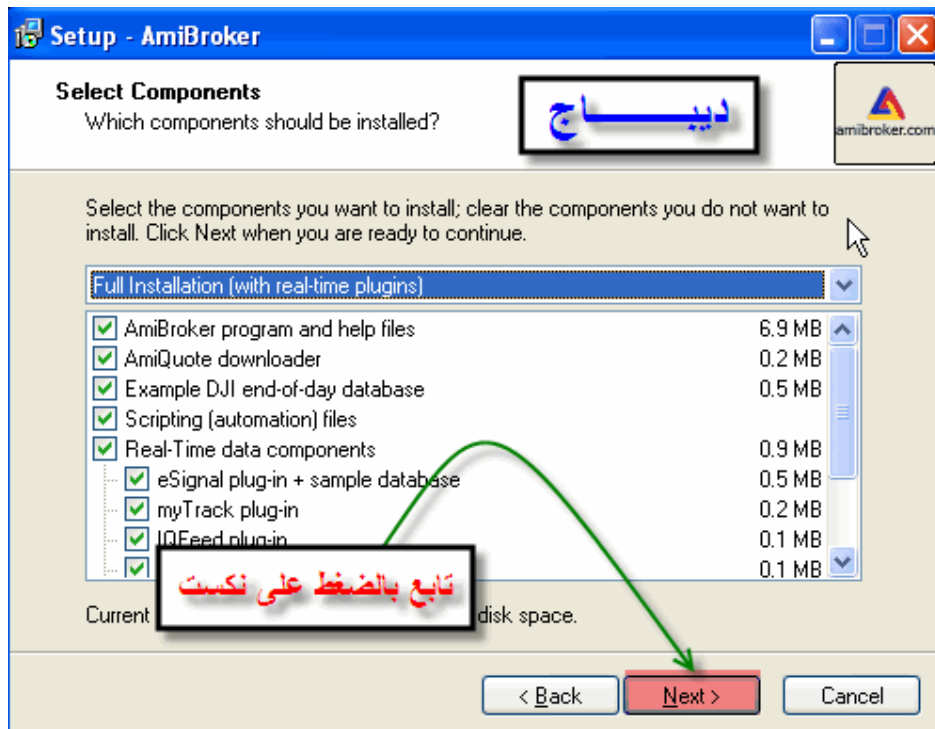 Setup - AmiBroker
Select Components
Which components should be installed?
ديبـــــاج
amibroker.com
Select the components you want to install; clear the components you do not want to
install. Click Next when you are ready to continue.
Full Installation (with real-time plugins)
AmiBroker program and help files 6.9 MB
AmiQuote downloader 0.2 MB
Example DJI end-of-day database 0.5 MB
Scripting (automation) files
Real-Time data components 0.9 MB
eSignal plug-in + sample database 0.5 MB
myTrack plug-in 0.2 MB
IQFeed plug-in 0.1 MB
0.1 MB
تابع بالضغط على نكست
Current disk space.
< Back Next > Cancel